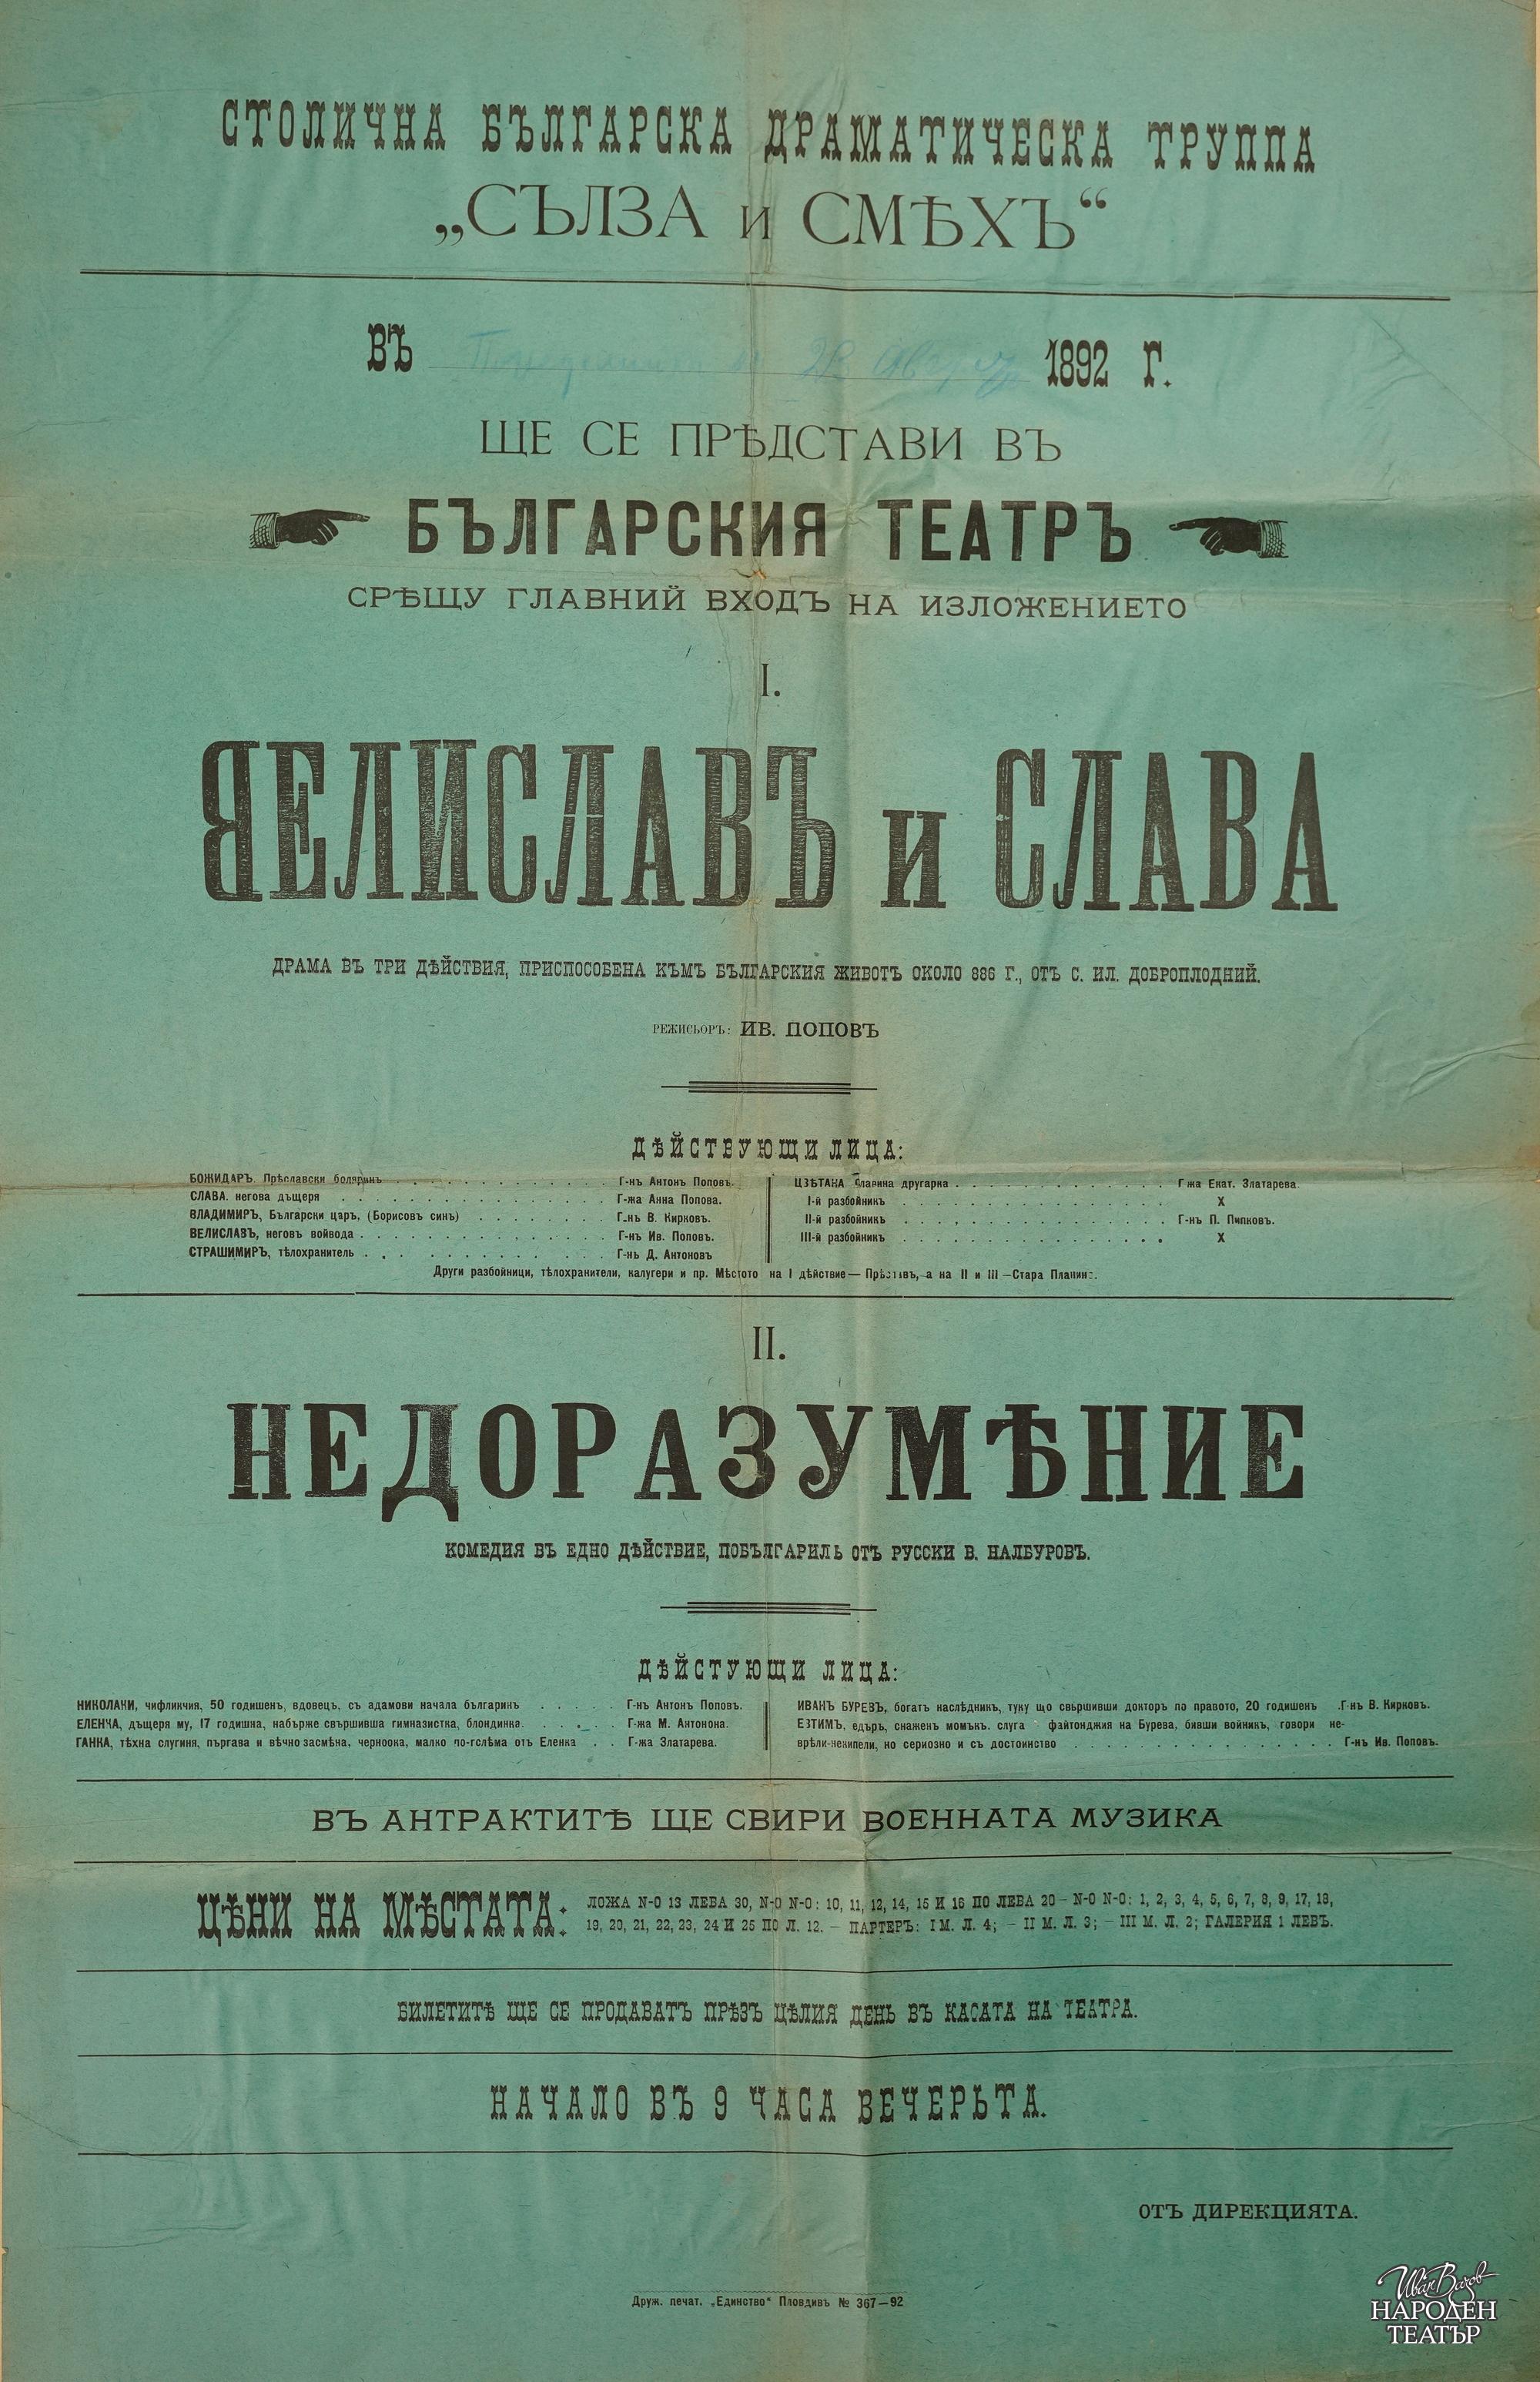 СТОЛИЧНА БЪЛГАРСКА ДРАМАТИЧЕСКА ТРУППА
„СЪЛЗА И СМѢХЪ“
ВЪ 1892 Г.
ЩЕ СЕ ПРѢДСТАВИ ВЪ
БЪЛГАРСКИЯ ТЕАТРЪ
СРѢЩУ ГЛАВНИЙ ВХОДЪ НА ИЗЛОЖЕНИЕТО
I.
ВЕЛИСЛАВЪ и СЛАВА
ДРАМА ВЪ ТРИ ДѢЙСТВИЯ, ПРИСПОСОБЕНА КЪМЪ БЪЛГАРСКИЯ ЖИВОТЪ ОКОЛО 886 Г., ОТЪ С. ИЛ. ДОБРОПЛОДНИЙ.
РЕЖИСЬОРЪ: ИВ. ПОПОВЪ
ДѢЙСТВУЮЩИ ЛИЦА:
БОЖИДАРЪ. Прѣславски боляринъ . . . Г-нъ Антонъ Поповъ.
СЛАВА. негова дъщеря . . . Г-жа Анна Попова.
ВЛАДИМИРЪ, Български царъ, (Борисовъ синъ) . . . Г-нъ В. Кирковъ.
ВЕЛИСЛАВЪ, неговъ войвода . . . Г-нъ Ив. Поповъ.
СТРАШИМИРЪ, тѣлохранитель . . . Г-нь Д. Антоновъ
ЦВѢТАНА Славина другарка . . . Г жа Екат. Златарева
I-й разбойникъ . . . Х
II-й разбойникъ . . . Г-нъ П. Пипковъ.
III-й разбойникъ . . . Х
Други разбойници, тѣлохранители, калугери и пр. Мѣстото на I дѣйствие— Прѣславъ, а на II и III —Стара Планина.
II.
НЕДОРАЗУМѢНИЕ
КОМЕДИЯ ВЪ ЕДНО ДѢЙСТВИЕ, ПОБЪЛГАРИЛЬ ОТЪ РУССКИ В. НАЛБУРОВЪ.
ДѢЙСТУЮЩИ ЛИЦА:
НИКОЛАКИ, чифликчия, 50 годишенъ, вдовецъ, съ адамови начала българинъ . . . Г-нъ Антонъ Поповъ.
ЕЛЕНЧА, дъщеря му, 17 годишна, набърже свършивша гимназистка, блондинка. . . . Г-жа М. Антонона.
ГАНКА, тѣхна слугиня, пъргава и вѣчно засмѣна, черноока, малко по-голѣма отъ Еленка . . Г-жа Златарева.
ИВАНЪ БУРЕВЪ, богатъ наслѣдникъ, туку що свьршивши докторъ по правото, 20 годишенъ .Г-нъ В. Кирковъ.
ЕВТИМЪ, едъръ, снаженъ момъкъ. слуга файтонджия на Бурева, бивши войникъ, говори не-
врѣли-некипели, но сериозно и съ достоинство . . . Г-нъ Ив. Поповъ.
ВЪ АНТРАКТИТѢ ЩЕ СВИРИ ВОЕННАТА МУЗИКА
ЦѢНИ НА МѢСТАТА:
ЛОЖА N-O 13 ЛЕВА 30, N-O N-O: 10, 11, 12, 14, 15 И 16 ПО ЛЕВА 20 — N-O N-O: 1, 2, 3, 4, 5, 6, 7, 8, 9, 17, 18,
19, 20, 21, 22, 23, 24 И 25 ПО Л. 12. — ПАРТЕРЪ: I М. Л. 4; — II М. Л. 3; — III М. Л. 2; ГАЛЕРИЯ 1 ЛЕВЪ.
БИЛЕТИТѢ ЩЕ СЕ ПРОДАВАТЪ ПРѢЗЪ ЦѢЛИЯ ДЕНЬ ВЪ КАСАТА НА ТЕАТРА.
НАЧАЛО ВЪ 9 ЧАСА ВЕЧЕРЬТА.
ОТЪ ДИРЕКЦИЯТА.
Друж. печат. „Единство“ Пловдивъ № 367—92
Иван Вазов
НАРОДЕН
ТЕАТЪР